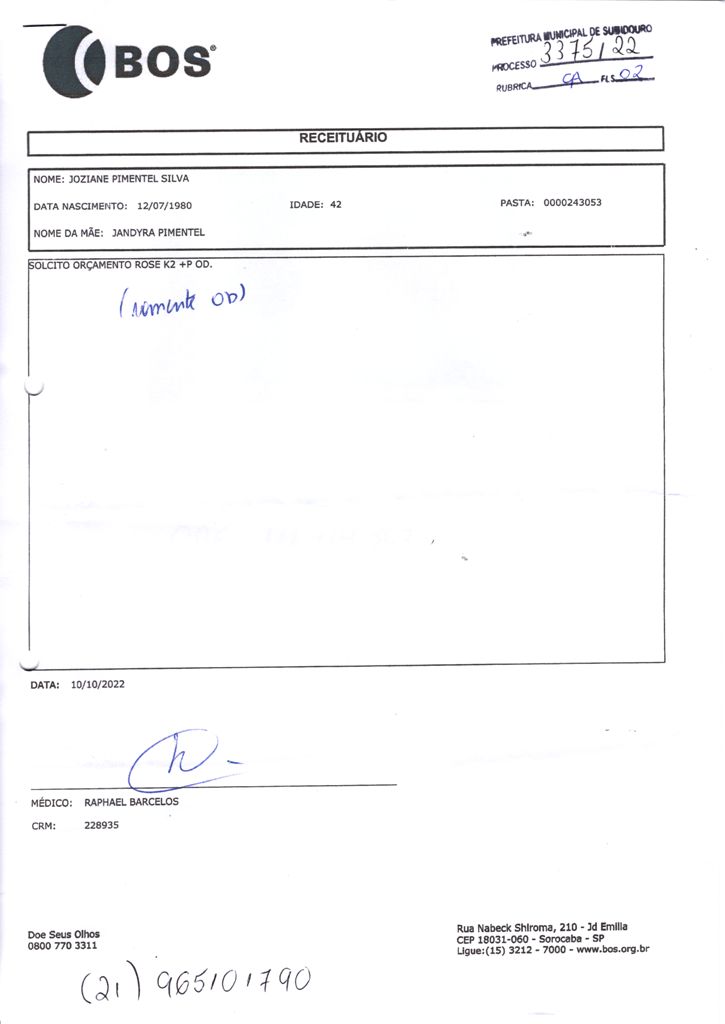 BOS®
PREFEITURA MUNICIPAL DE SUMIDOURO
PROCESSO 3375/22
RUBRICA CA FLS 02
RECEITUÁRIO
NOME: JOZIANE PIMENTEL SILVA
DATA NASCIMENTO: 12/07/1980 IDADE: 42 PASTA: 0000243053
NOME DA MÃE: JANDYRA PIMENTEL
SOLCITO ORÇAMENTO ROSE K2 +P OD.
(somente OD)
DATA: 10/10/2022
MÉDICO: RAPHAEL BARCELOS
CRM: 228935
Doe Seus Olhos
0800 770 3311
Rua Nabeck Shiroma, 210 - Jd Emilia
CEP 18031-060 - Sorocaba - SP
Ligue:(15) 3212 - 7000 - www.bos.org.br
(21) 965101790